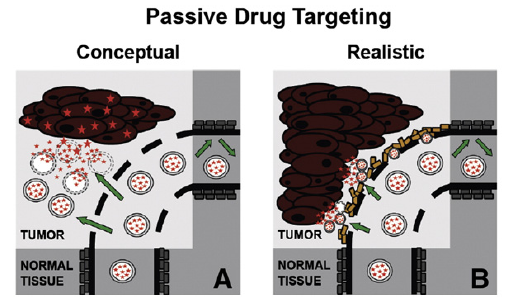 Passive Drug Targeting
Conceptual
Realistic
TUMOR
NORMAL
TISSUE
A
TUMOR
NORMAL
TISSUE
B